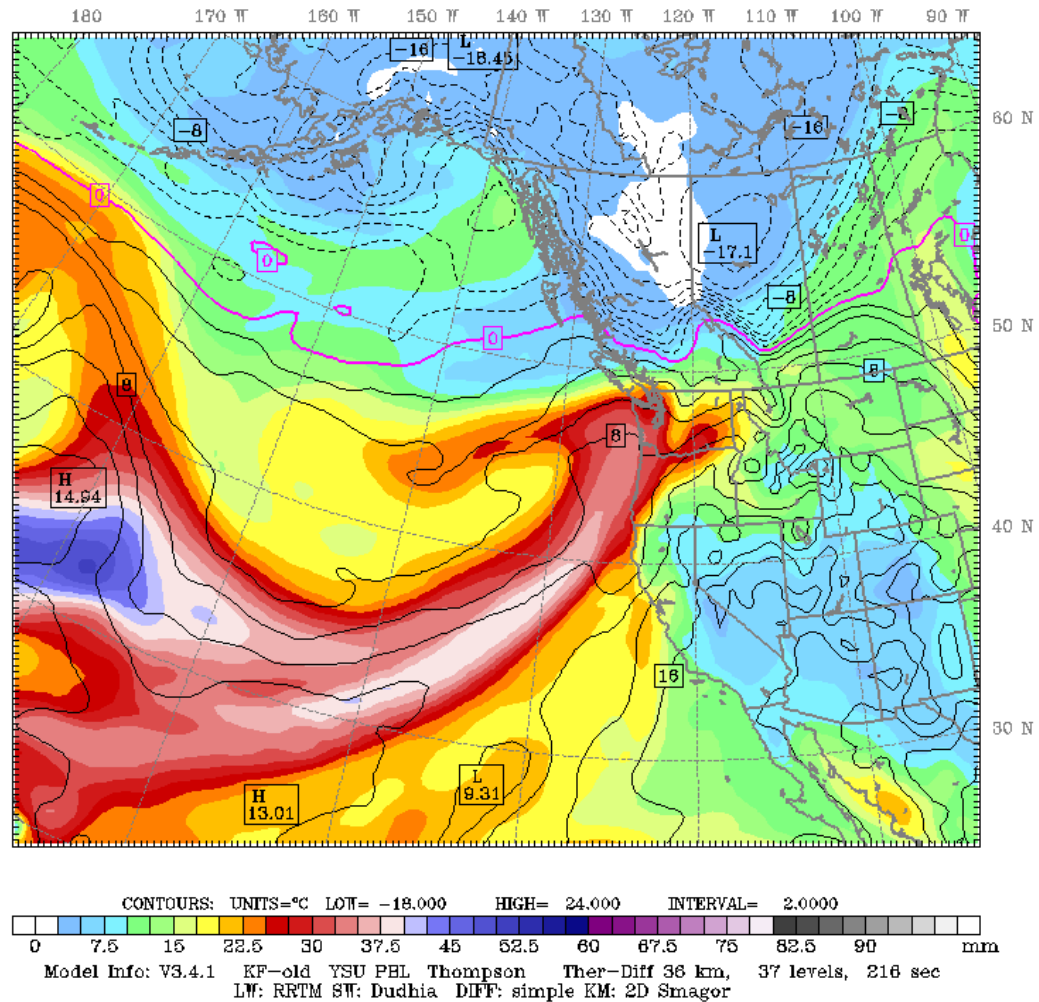 180 170 W 160 W 150 W 140 W 130 W 120 W 110 W 100 W 90 W
-16 L -18.45
-8 -16 -8
60 N
0
L -17.1
0 0
-8
50 N
0
8 8
8
H 14.94
40 N
16
30 N
L 9.31
H 13.01
CONTOURS: UNITS=°C LOW= -18.000 HIGH= 24.000 INTERVAL= 2.0000
0 7.5 15 22.5 30 37.5 45 52.5 60 67.5 75 82.5 90 mm
Model Info: V3.4.1 KF-old YSU PBL Thompson Ther-Diff 36 km, 37 levels, 216 sec
LW: RRTM SW: Dudhia DIFF: simple KM: 2D Smagor